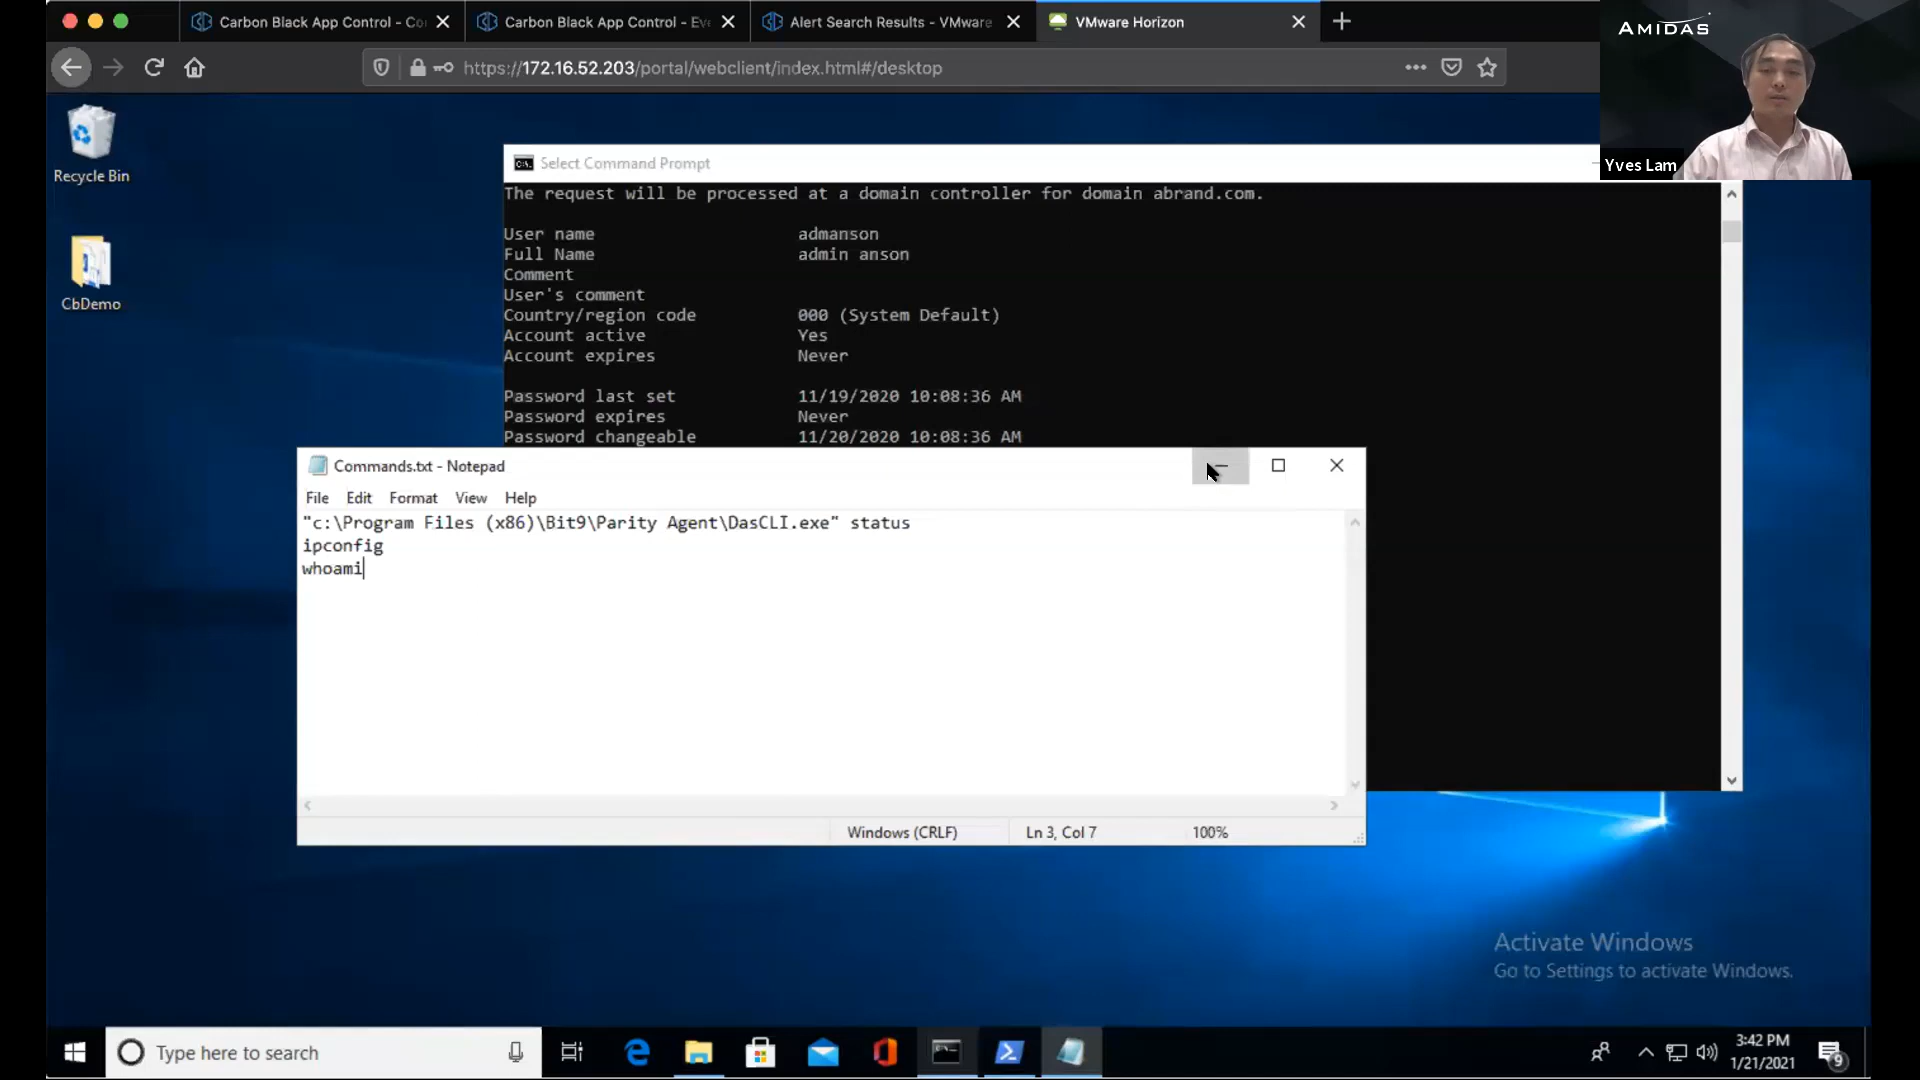 Carbon Black App Control - Co
Carbon Black App Control - Eve
Alert Search Results - VMware
VMware Horizon
AMIDAS
https://172.16.52.203/portal/webclient/index.html#/desktop
Yves Lam
Recycle Bin
CbDemo
Select Command Prompt
The request will be processed at a domain controller for domain abrand.com.
User name admanson
Full Name admin anson
Comment
User's comment
Country/region code 000 (System Default)
Account active Yes
Account expires Never
Password last set 11/19/2020 10:08:36 AM
Password expires Never
Password changeable 11/20/2020 10:08:36 AM
Commands.txt - Notepad
File Edit Format View Help
"c:\Program Files (x86)\Bit9\Parity Agent\DasCLI.exe" status
ipconfig
whoami
Windows (CRLF) Ln 3, Col 7 100%
Activate Windows
Go to Settings to activate Windows.
Type here to search
3:42 PM
1/21/2021
9